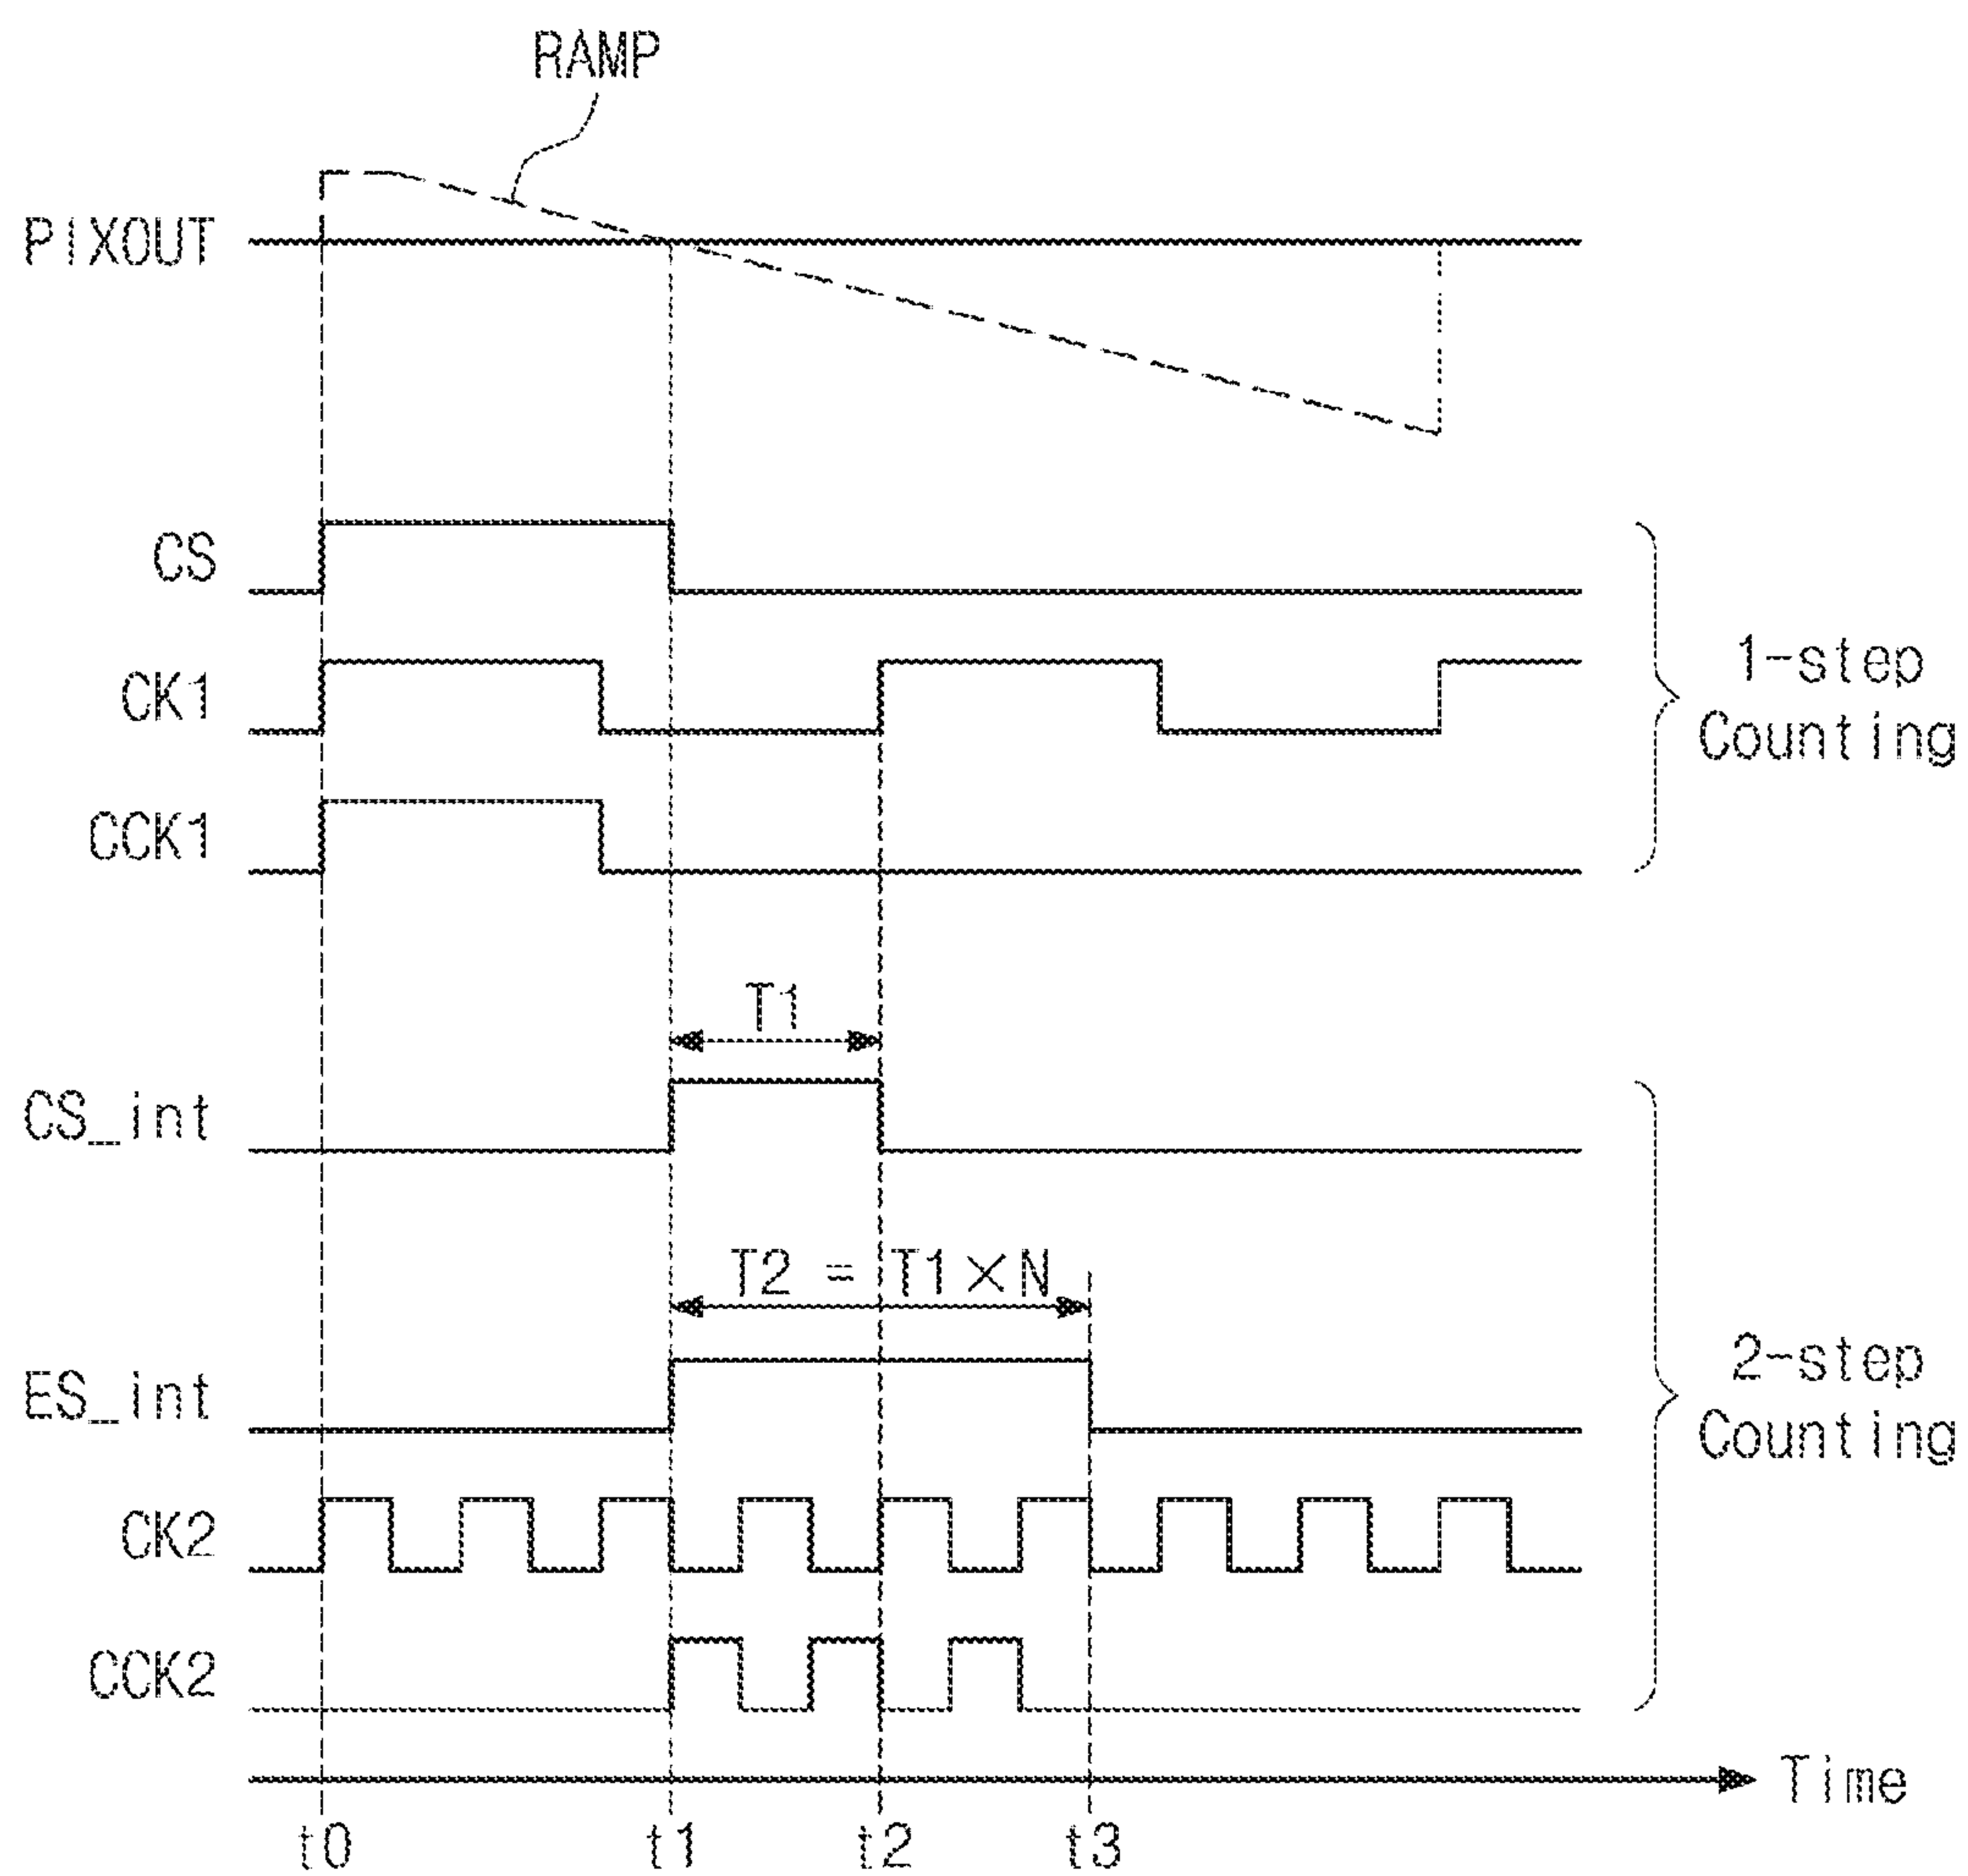 RAMP
PIXOUT
CS
CK1
CCK1
1-step
Counting
T1
CS_int
T2 = T1×N
ES_int
CK2
CCK2
2-step
Counting
Time
t0 t1 t2 t3